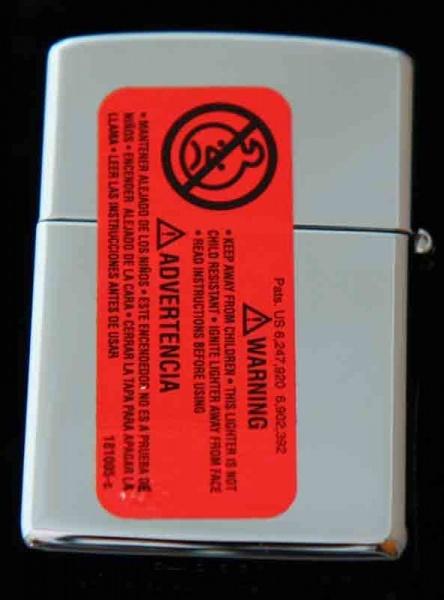 Pats. US 6,247,920 6,902,392
⚠WARNING
• KEEP AWAY FROM CHILDREN • THIS LIGHTER IS NOT
CHILD RESISTANT • IGNITE LIGHTER AWAY FROM FACE
• READ INSTRUCTIONS BEFORE USING
⚠ADVERTENCIA
• MANTENER ALEJADO DE LOS NIÑOS • ESTE ENCENDEDOR NO ES A PRUEBA DE
NIÑOS • ENCENDER ALEJADO DE LA CARA • CERRAR LA TAPA PARA APAGAR LA
LLAMA • LEER LAS INSTRUCCIONES ANTES DE USAR
161005-c